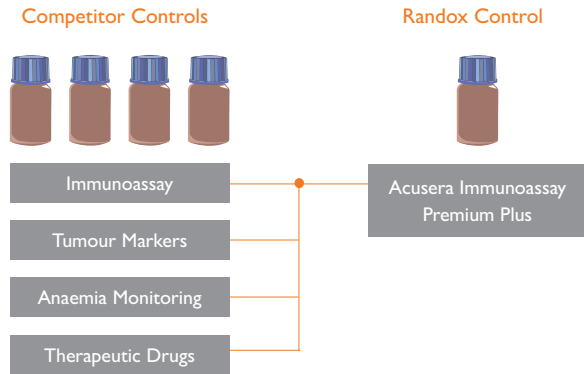 Competitor Controls
Randox Control
Immunoassay
Tumour Markers
Anaemia Monitoring
Therapeutic Drugs
Acusera Immunoassay
Premium Plus